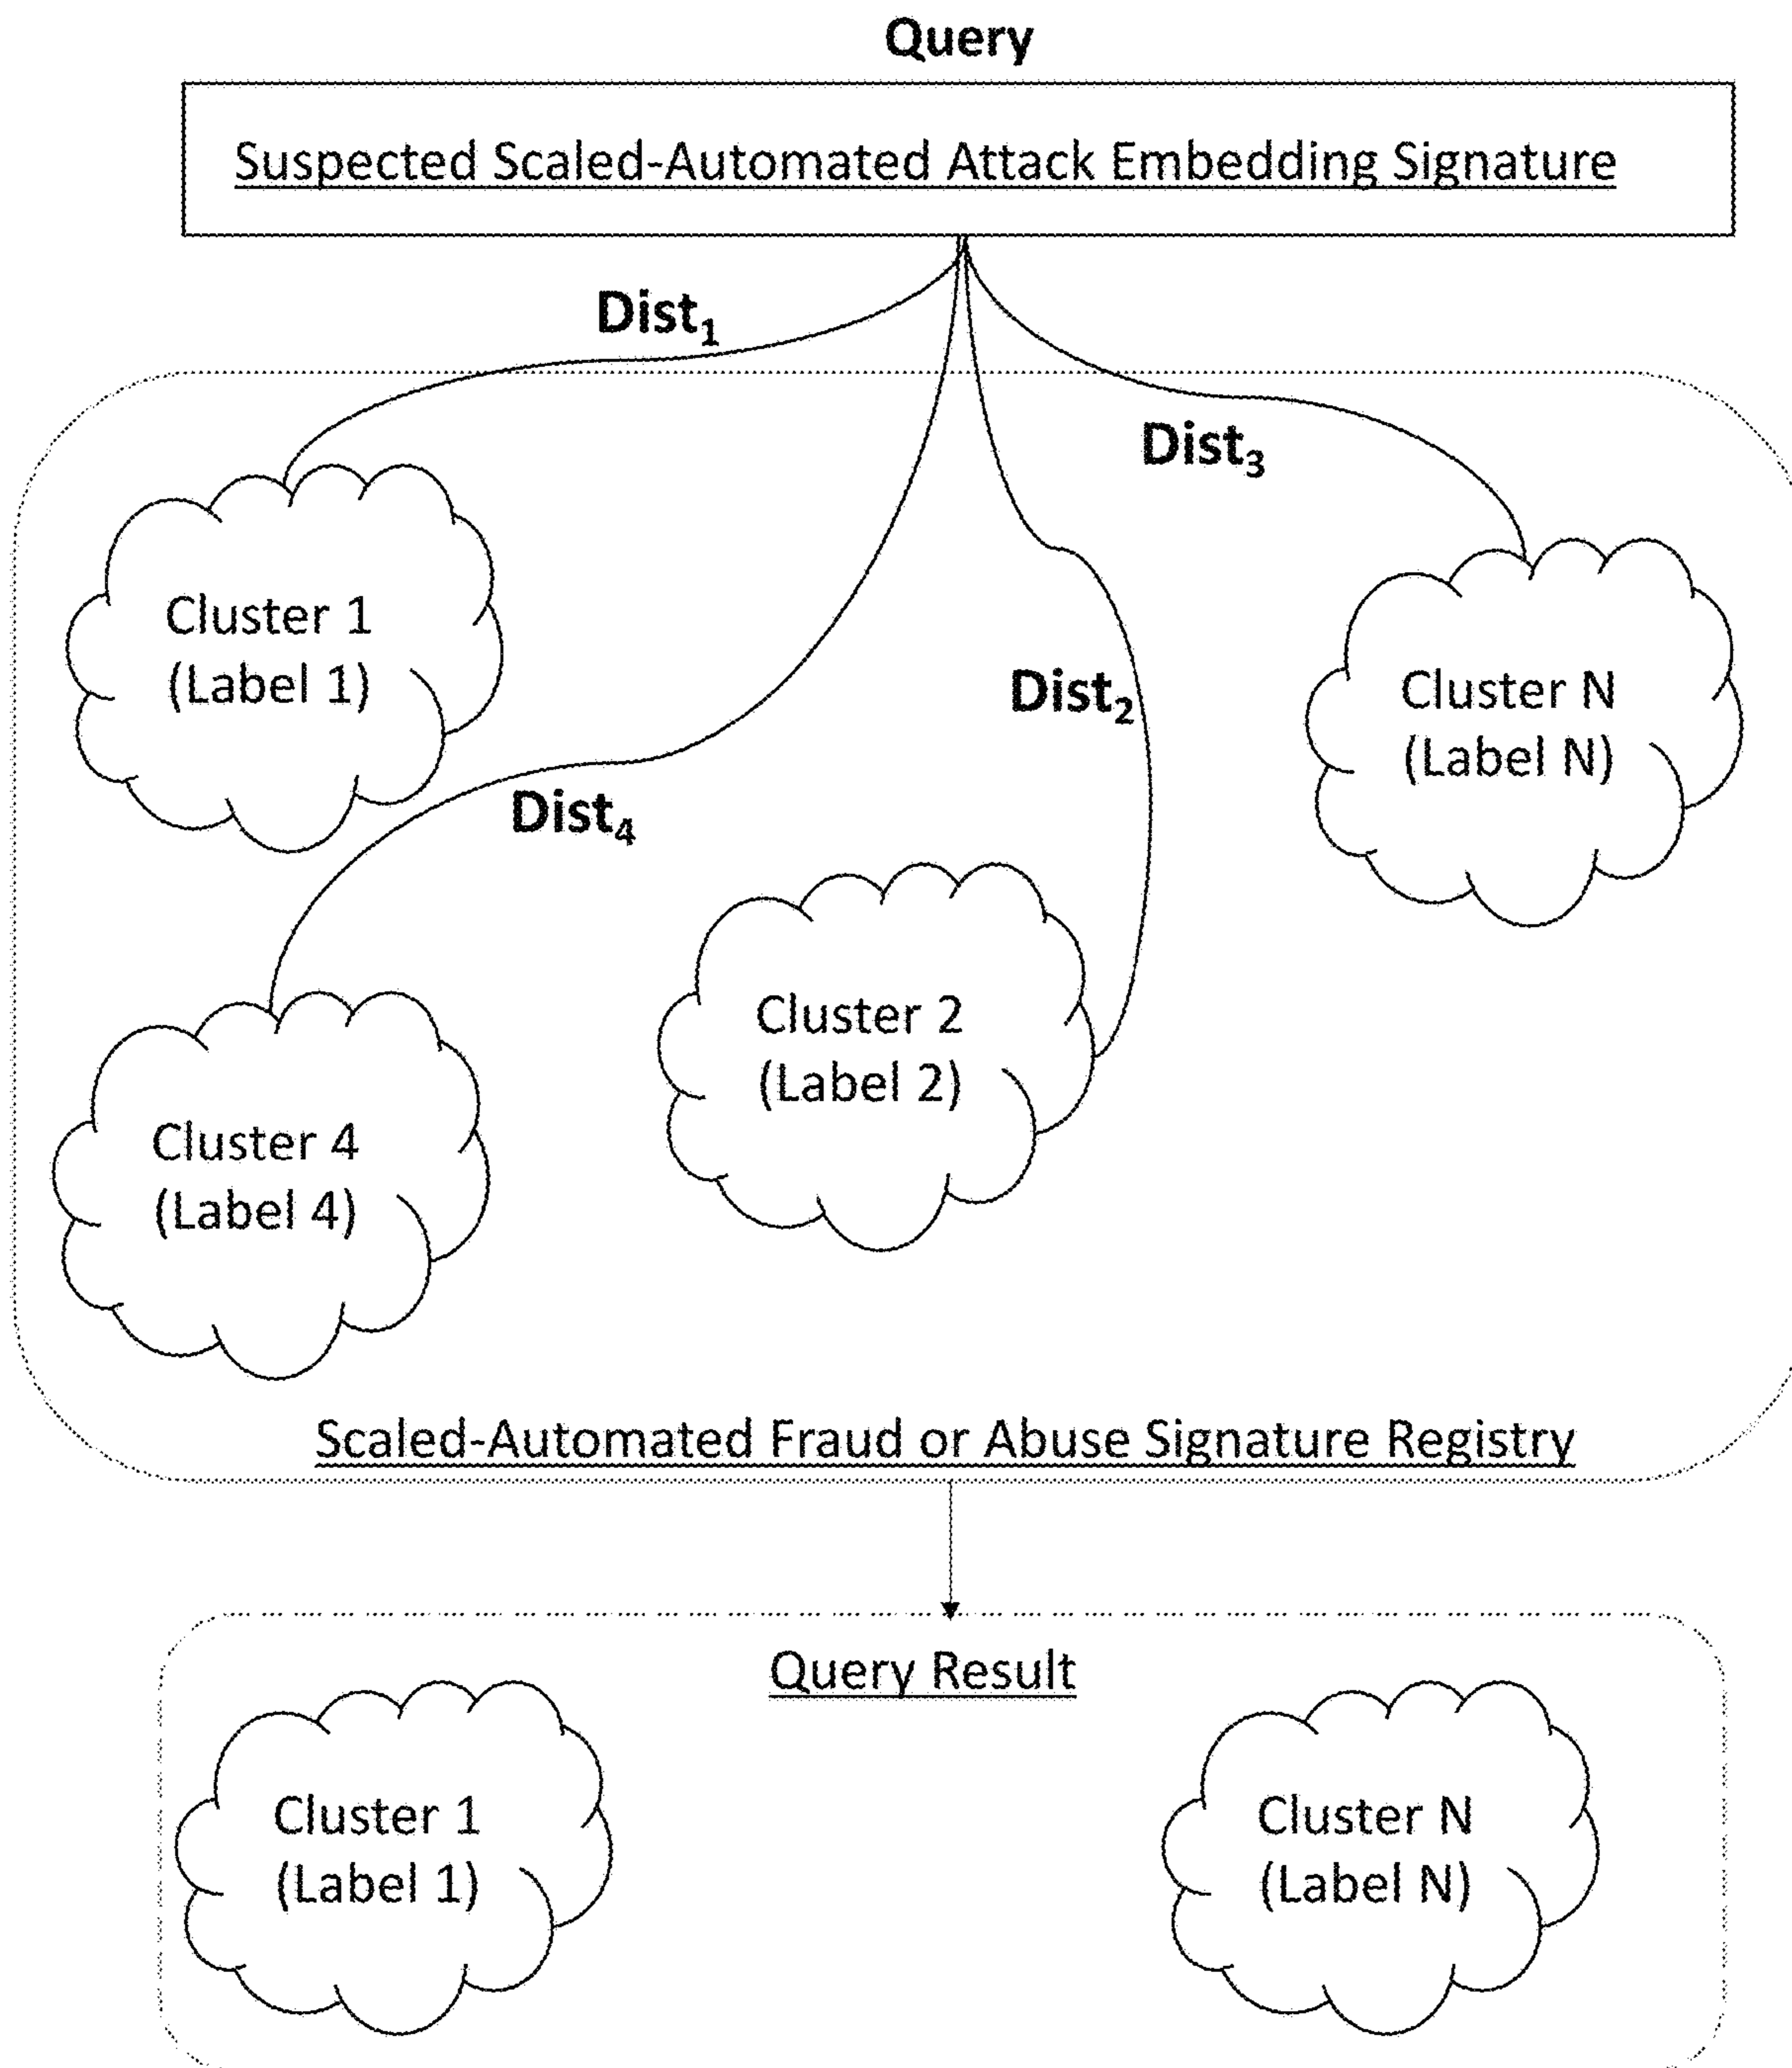 Query
Suspected Scaled-Automated Attack Embedding Signature
Dist₁
Dist₃
Cluster 1
(Label 1)
Dist₂
Cluster N
(Label N)
Dist₄
Cluster 2
(Label 2)
Cluster 4
(Label 4)
Scaled-Automated Fraud or Abuse Signature Registry
Query Result
Cluster 1
(Label 1)
Cluster N
(Label N)